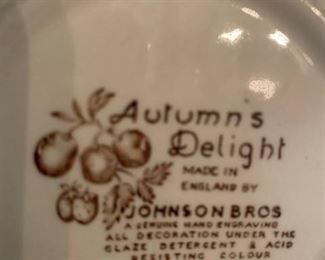 Autumn's
Delight
MADE IN
ENGLAND BY
JOHNSON BROS
A GENUINE HAND ENGRAVING
ALL DECORATION UNDER THE
GLAZE DETERGENT & ACID
RESISTING COLOUR